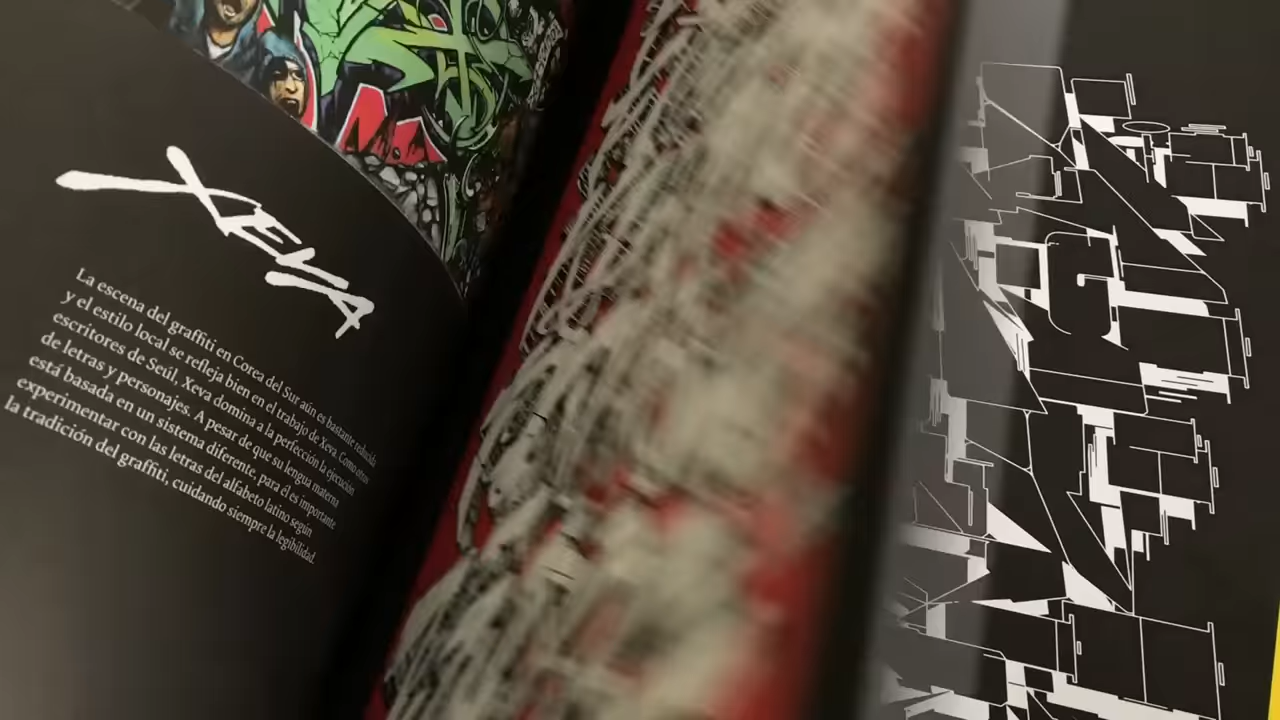 XEVA
La escena del graffiti en Corea del Sur aún es bastante reducida
y el estilo local se refleja bien en el trabajo de Xeva. Como otros
escritores de Seúl, Xeva domina a la perfección la ejecución
de letras y personajes. A pesar de que su lengua materna
está basada en un sistema diferente, para él es importante
experimentar con las letras del alfabeto latino según
la tradición del graffiti, cuidando siempre la legibilidad.